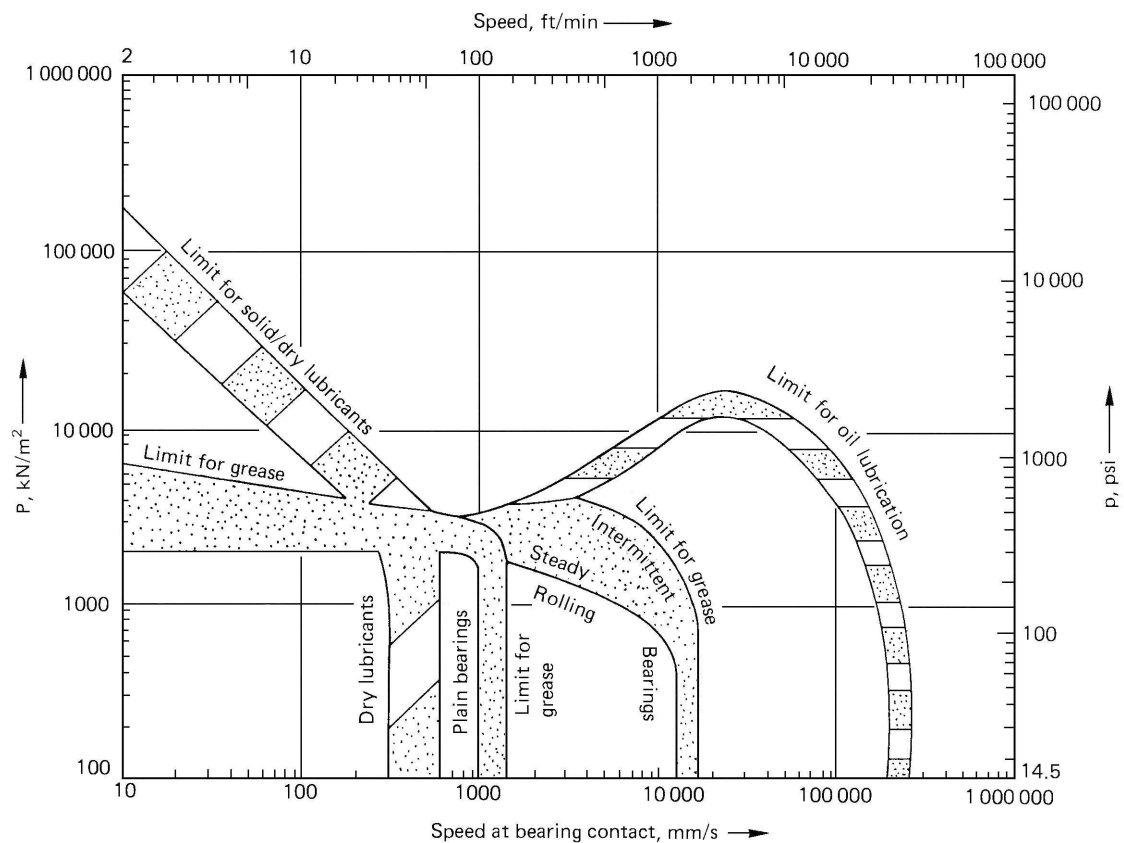 Speed, ft/min
2 10 100 1000 10 000 100 000
1 000 000
100 000
10 000
1000
100
P, kN/m²
100 000
10 000
1000
100
14.5
p, psi
Limit for solid/dry lubricants
Limit for grease
Limit for oil lubrication
Limit for grease
Intermittent
Steady
Rolling
Bearings
Dry lubricants
Plain bearings
Limit for
grease
10 100 1000 10 000 100 000 1 000 000
Speed at bearing contact, mm/s